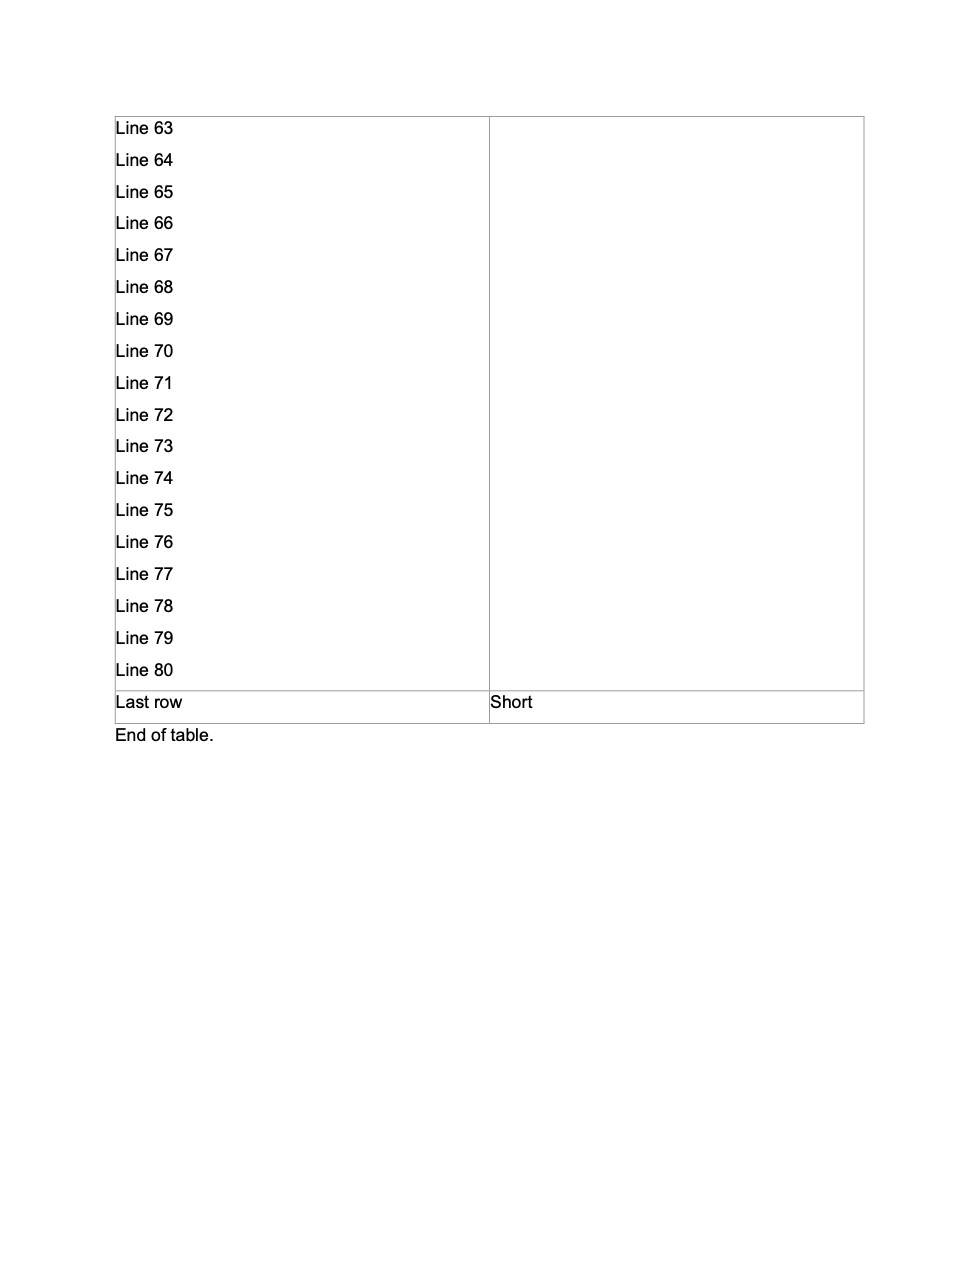 Line 63
Line 64
Line 65
Line 66
Line 67
Line 68
Line 69
Line 70
Line 71
Line 72
Line 73
Line 74
Line 75
Line 76
Line 77
Line 78
Line 79
Line 80
Last row Short
End of table.